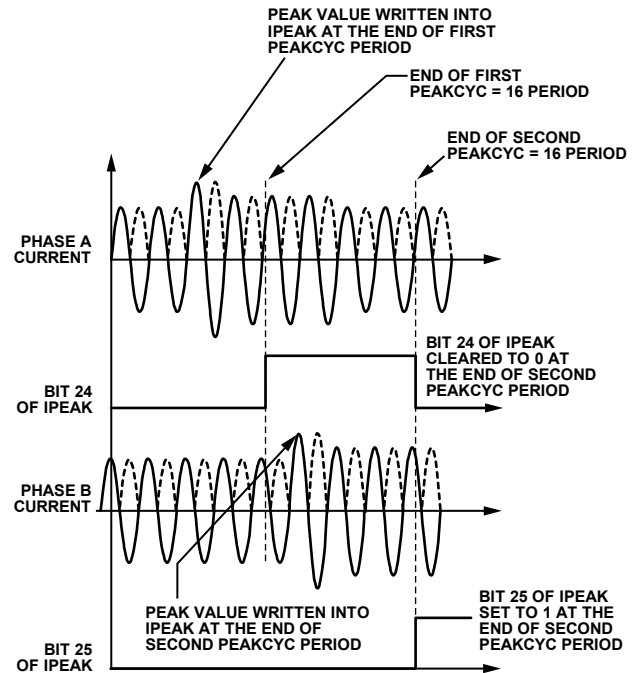 PEAK VALUE WRITTEN INTO
IPEAK AT THE END OF FIRST
PEAKCYC PERIOD
END OF FIRST
PEAKCYC = 16 PERIOD
END OF SECOND
PEAKCYC = 16 PERIOD
PHASE A
CURRENT
BIT 24 OF IPEAK
CLEARED TO 0 AT
THE END OF SECOND
PEAKCYC PERIOD
BIT 24
OF IPEAK
PHASE B
CURRENT
PEAK VALUE WRITTEN INTO
IPEAK AT THE END OF
SECOND PEAKCYC PERIOD
BIT 25 OF IPEAK
SET TO 1 AT THE
END OF SECOND
PEAKCYC PERIOD
BIT 25
OF IPEAK